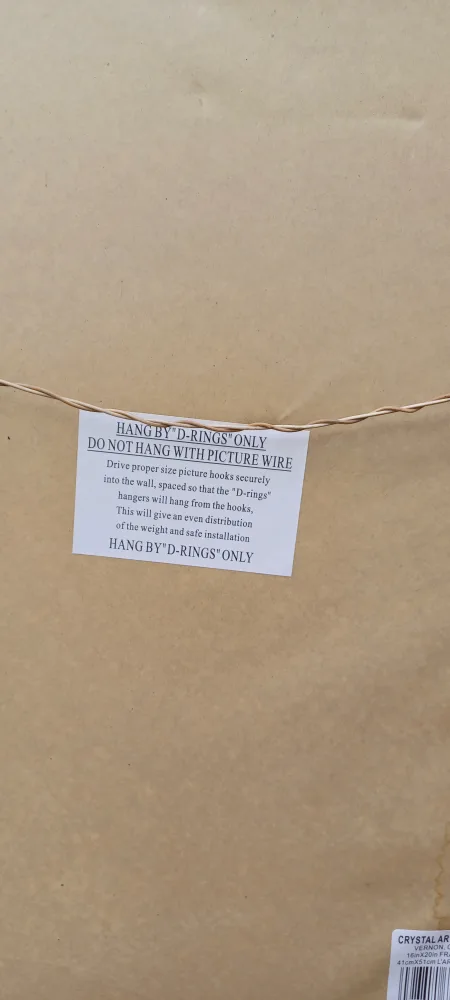 HANG BY "D-RINGS" ONLY
DO NOT HANG WITH PICTURE WIRE
Drive proper size picture hooks securely
into the wall, spaced so that the "D-rings"
hangers will hang from the hooks,
This will give an even distribution
of the weight and safe installation
HANG BY "D-RINGS" ONLY
CRYSTAL AR
VERNON, C
16inX20in FRA
41cmX51cm L'AR